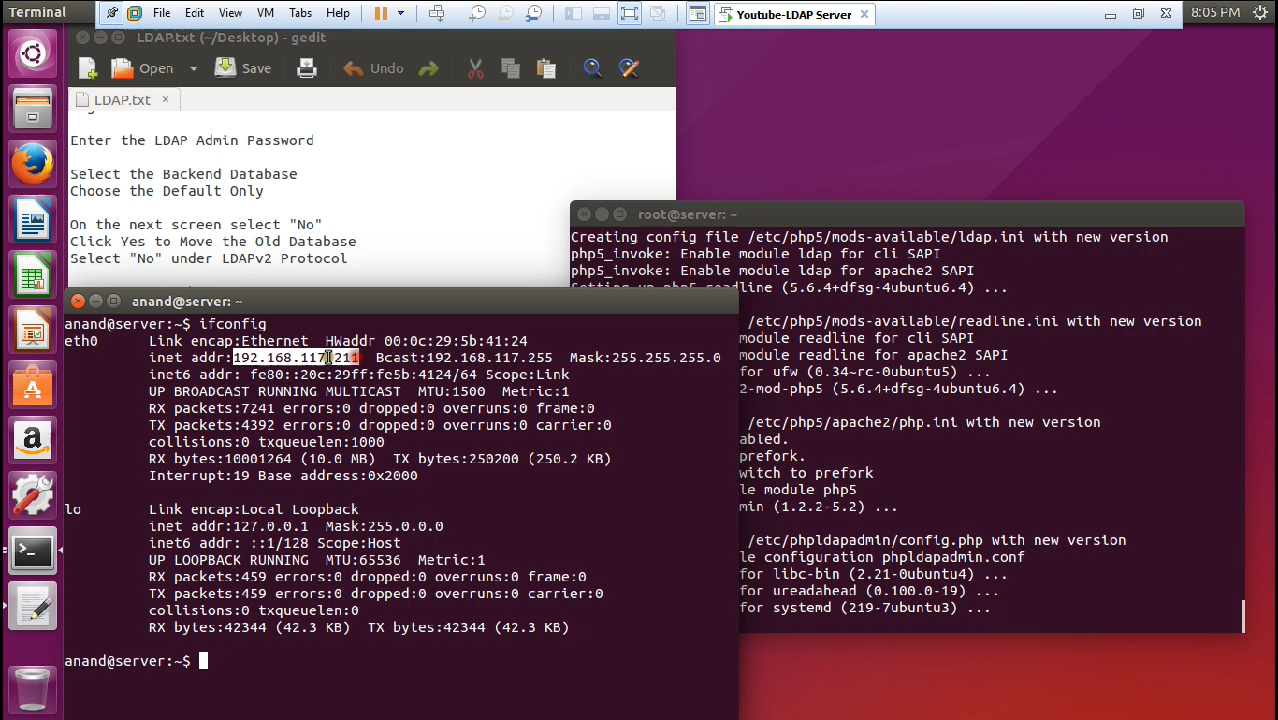 Terminal
File Edit View VM Tabs Help
Youtube-LDAP Server
8:05 PM
LDAP.txt (~/Desktop) - gedit
Open Save Undo
LDAP.txt
Enter the LDAP Admin Password
Select the Backend Database
Choose the Default Only
On the next screen select "No"
Click Yes to Move the Old Database
Select "No" under LDAPv2 Protocol
root@server: ~
Creating config file /etc/php5/mods-available/ldap.ini with new version
php5_invoke: Enable module ldap for cli SAPI
php5_invoke: Enable module ldap for apache2 SAPI
Setting up php5-readline (5.6.4+dfsg-4ubuntu6.4) ...
/etc/php5/mods-available/readline.ini with new version
module readline for cli SAPI
module readline for apache2 SAPI
for ufw (0.34~rc-0ubuntu5) ...
2-mod-php5 (5.6.4+dfsg-4ubuntu6.4) ...
/etc/php5/apache2/php.ini with new version
abled.
prefork.
witch to prefork
le module php5
min (1.2.2-5.2) ...
/etc/phpldapadmin/config.php with new version
le configuration phpldapadmin.conf
for libc-bin (2.21-0ubuntu4) ...
for ureadahead (0.100.0-19) ...
for systemd (219-7ubuntu3) ...
anand@server: ~
anand@server:~$ ifconfig
eth0 Link encap:Ethernet HWaddr 00:0c:29:5b:41:24
inet addr:192.168.117.211 Bcast:192.168.117.255 Mask:255.255.255.0
inet6 addr: fe80::20c:29ff:fe5b:4124/64 Scope:Link
UP BROADCAST RUNNING MULTICAST MTU:1500 Metric:1
RX packets:7241 errors:0 dropped:0 overruns:0 frame:0
TX packets:4392 errors:0 dropped:0 overruns:0 carrier:0
collisions:0 txqueuelen:1000
RX bytes:10001264 (10.0 MB) TX bytes:250200 (250.2 KB)
Interrupt:19 Base address:0x2000
lo Link encap:Local Loopback
inet addr:127.0.0.1 Mask:255.0.0.0
inet6 addr: ::1/128 Scope:Host
UP LOOPBACK RUNNING MTU:65536 Metric:1
RX packets:459 errors:0 dropped:0 overruns:0 frame:0
TX packets:459 errors:0 dropped:0 overruns:0 carrier:0
collisions:0 txqueuelen:0
RX bytes:42344 (42.3 KB) TX bytes:42344 (42.3 KB)
anand@server:~$